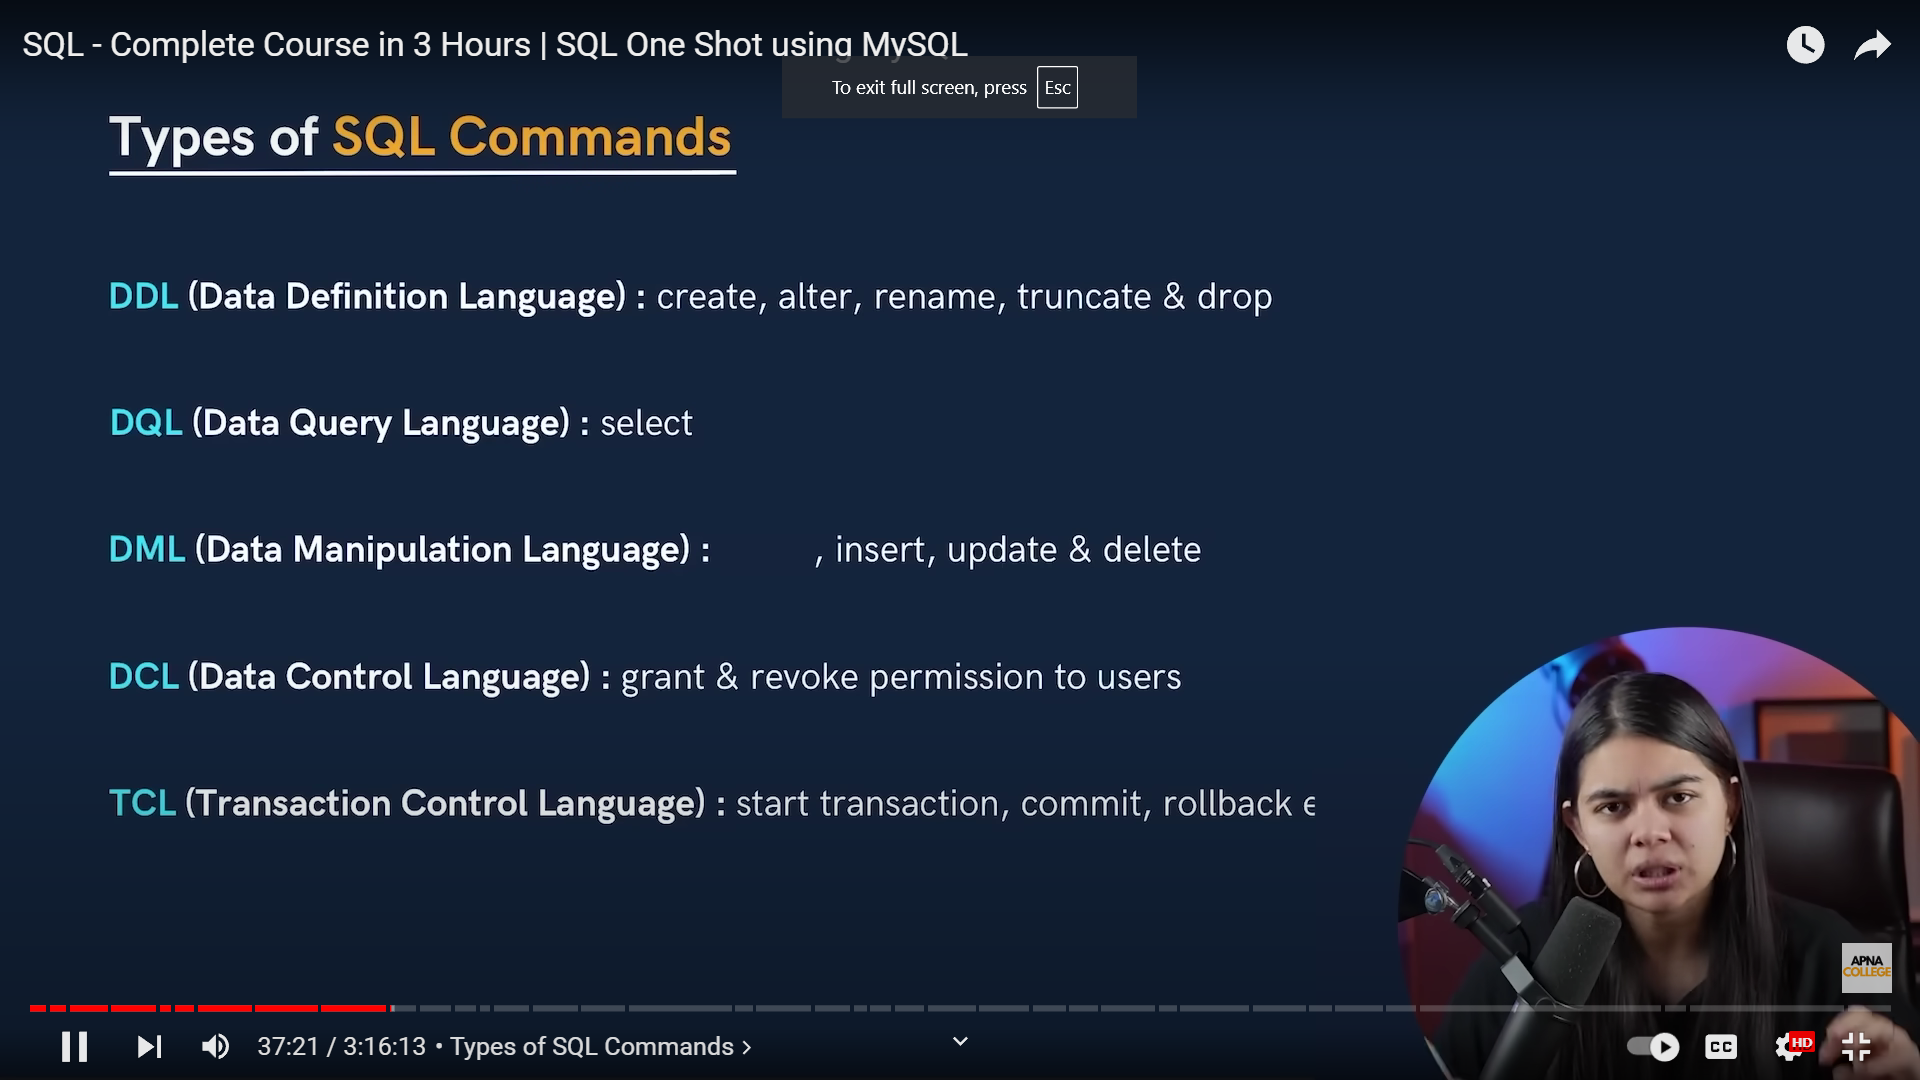 SQL - Complete Course in 3 Hours | SQL One Shot using MySQL
To exit full screen, press Esc
Types of SQL Commands
DDL (Data Definition Language) : create, alter, rename, truncate & drop
DQL (Data Query Language) : select
DML (Data Manipulation Language) : , insert, update & delete
DCL (Data Control Language) : grant & revoke permission to users
TCL (Transaction Control Language) : start transaction, commit, rollback e
APNA
COLLEGE
37:21 / 3:16:13 • Types of SQL Commands >
CC
HD